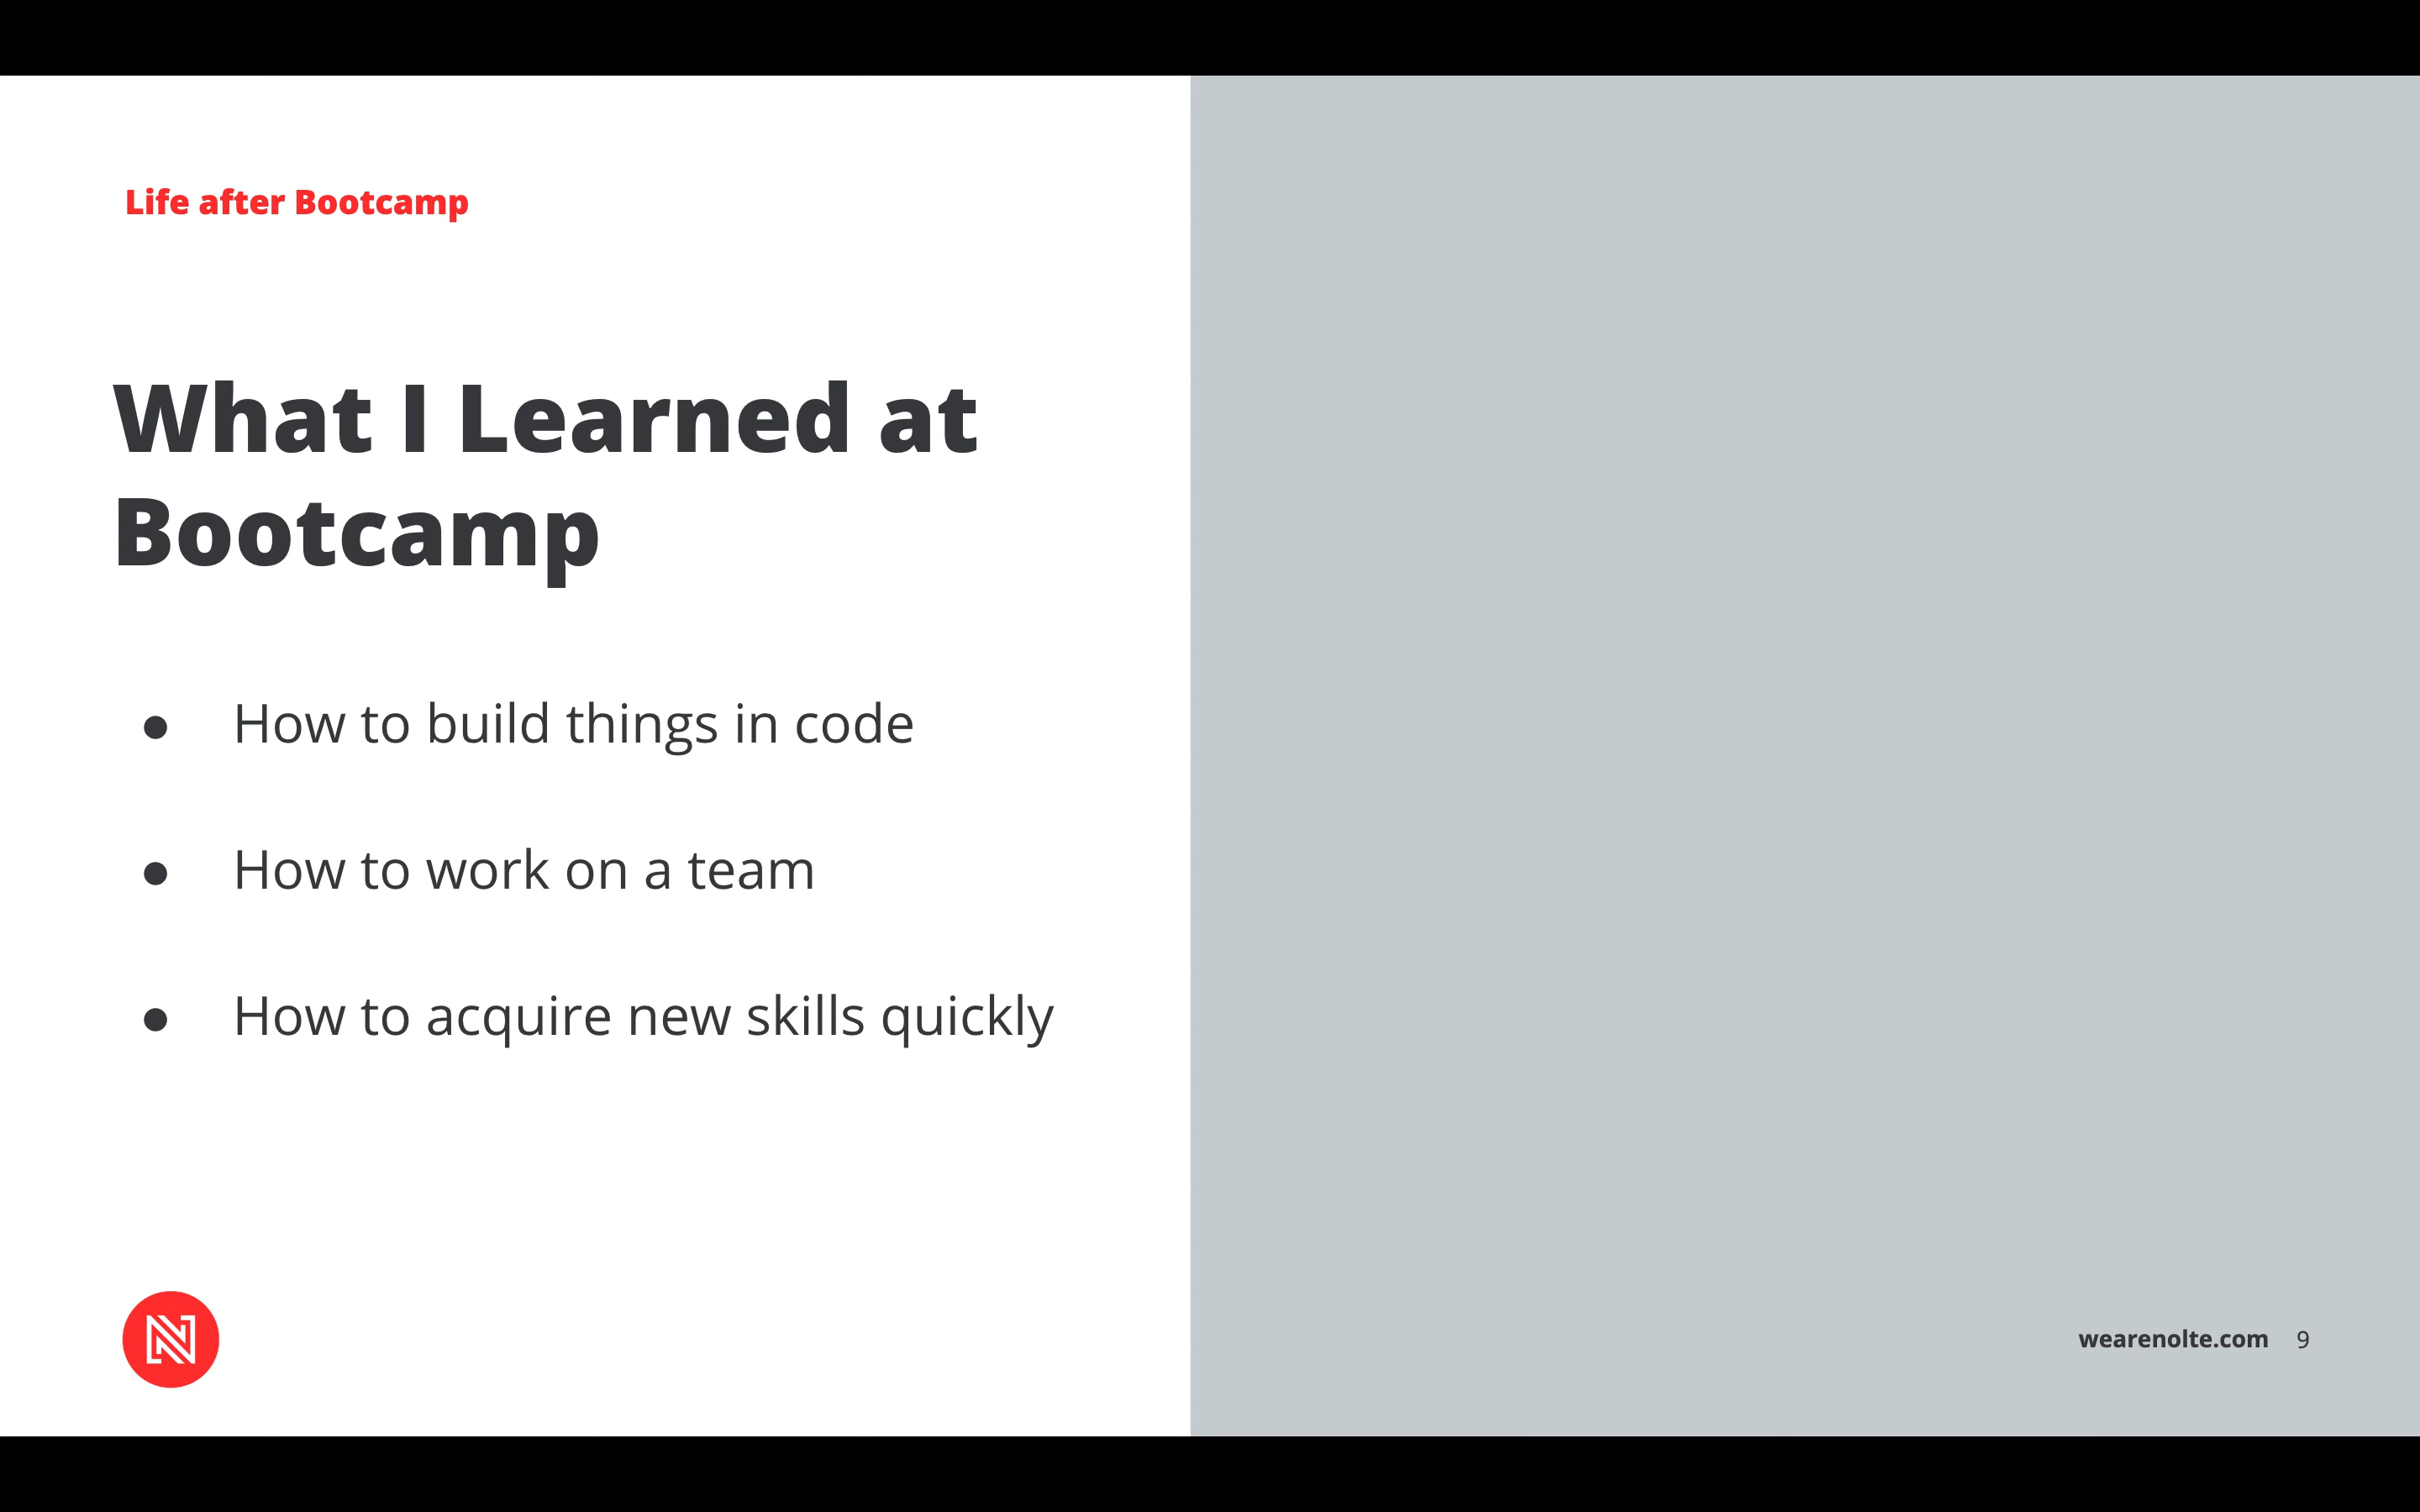 Life after Bootcamp
What I Learned at
Bootcamp
● How to build things in code
● How to work on a team
● How to acquire new skills quickly
N
wearenolte.com 9